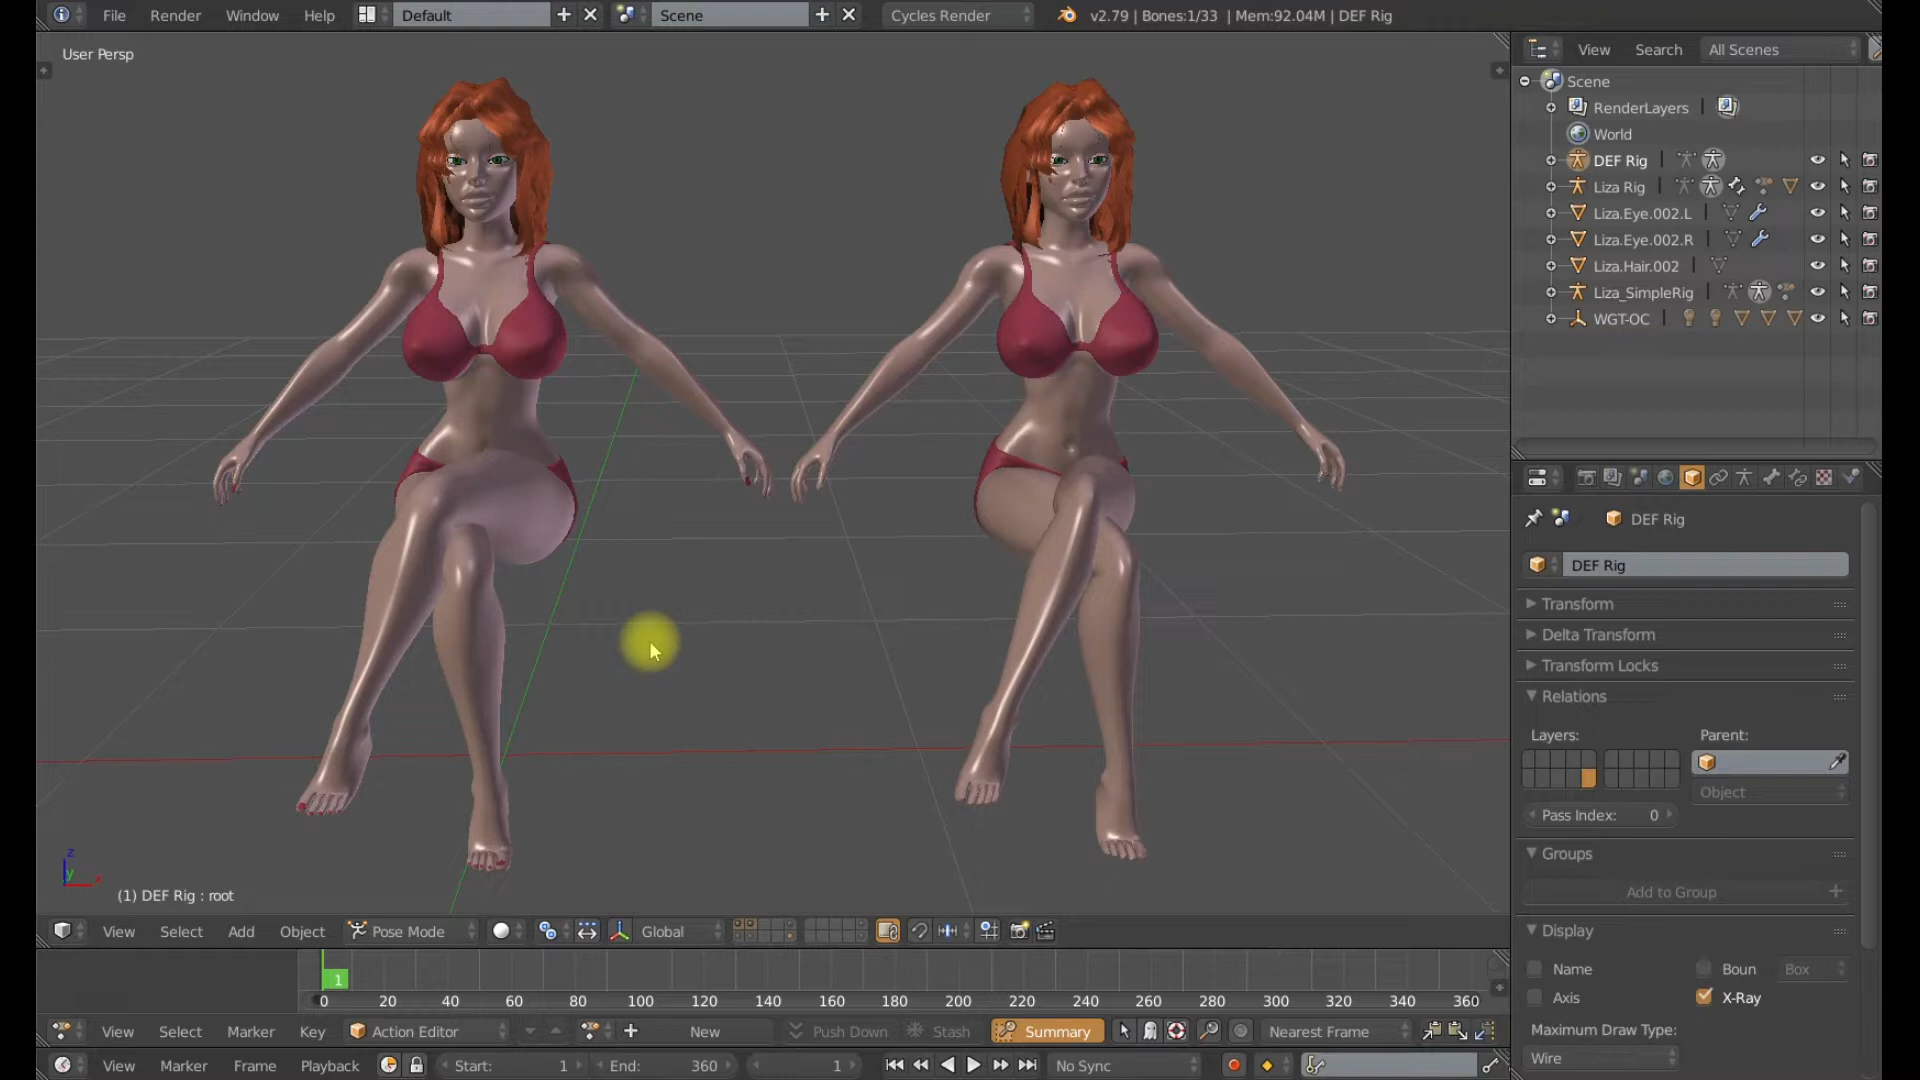 File Render Window Help Default Scene Cycles Render v2.79 | Bones:1/33 | Mem:92.04M | DEF Rig
User Persp
View Search All Scenes
Scene
RenderLayers
World
DEF Rig
Liza Rig
Liza.Eye.002.L
Liza.Eye.002.R
Liza.Hair.002
Liza_SimpleRig
WGT-OC
DEF Rig
DEF Rig
Transform
Delta Transform
Transform Locks
Relations
Layers: Parent:
Object
Pass Index: 0
Groups
Add to Group
Display
Name Boun Box
Axis X-Ray
Maximum Draw Type:
Wire
z
y
x
(1) DEF Rig : root
View Select Add Object Pose Mode Global
1
0 20 40 60 80 100 120 140 160 180 200 220 240 260 280 300 320 340 360
View Select Marker Key Action Editor New Push Down Stash Summary Nearest Frame
View Marker Frame Playback Start: 1 End: 360 1 No Sync